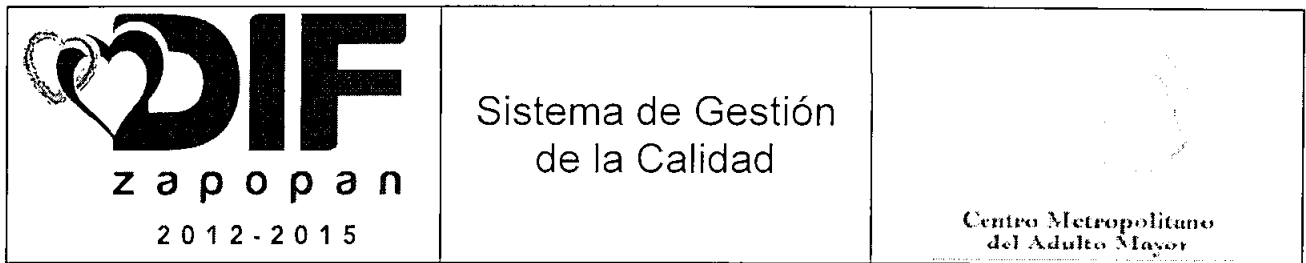 DIF
zapopan
2012-2015
Sistema de Gestión
de la Calidad
Centro Metropolitano
del Adulto Mayor